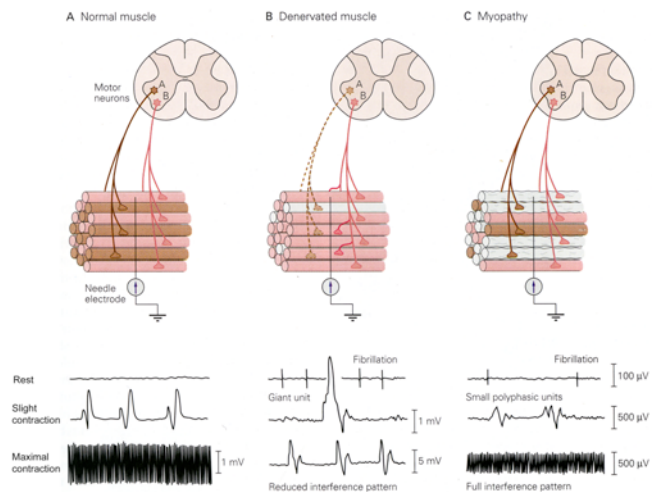 A Normal muscle
B Denervated muscle
C Myopathy
Motor
neurons
A
B
A
B
A
B
Needle
electrode
Rest
Slight
contraction
Maximal
contraction
1 mV
Fibrillation
Giant unit
1 mV
5 mV
Reduced interference pattern
Fibrillation
100 µV
Small polyphasic units
500 µV
500 µV
Full interference pattern